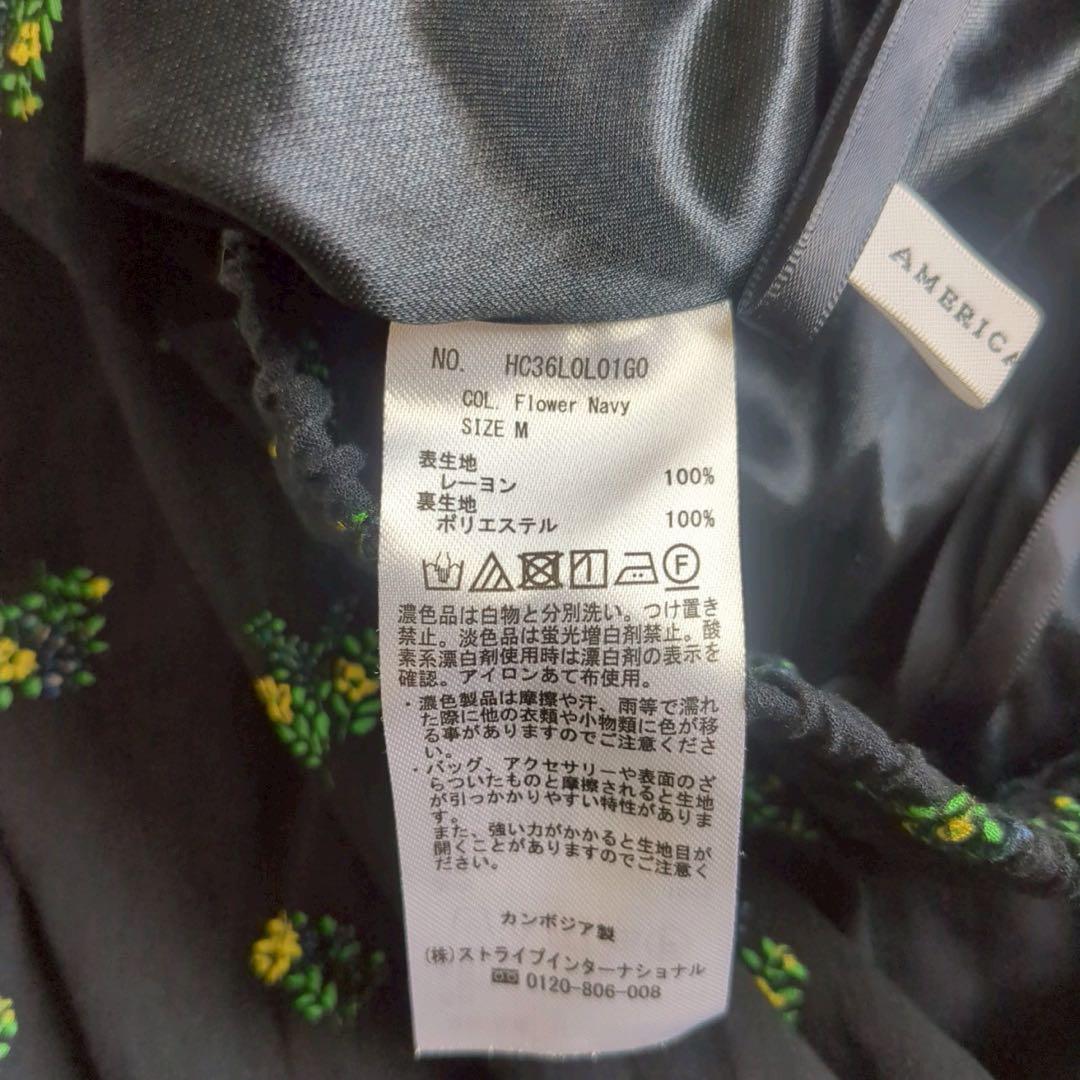 AMERICA
NO. HC36L0L01G0
COL. Flower Navy
SIZE M
表生地
レーヨン 100%
裏生地
ポリエステル 100%
F
濃色品は白物と分別洗い。つけ置き
禁止。淡色品は蛍光増白剤禁止。酸
素系漂白剤使用時は漂白剤の表示を
確認。アイロンあて布使用。
・濃色製品は摩擦や汗、雨等で濡れ
た際に他の衣類や小物類に色が移
る事がありますのでご注意くださ
い。
・バッグ、アクセサリーや表面のざ
らついたものと摩擦されると生地
が引っかかりやすい特性がありま
す。
また、強い力がかかると生地目が
開くことがありますのでご注意く
ださい。
カンボジア製
(株)ストライプインターナショナル
0120-806-008